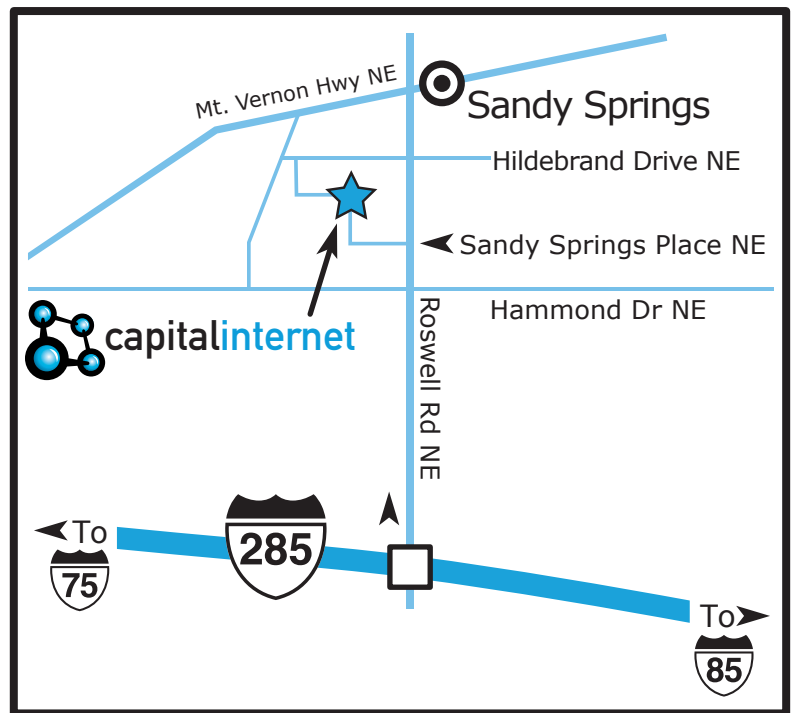 Mt. Vernon Hwy NE
Sandy Springs
Hildebrand Drive NE
Sandy Springs Place NE
Hammond Dr NE
capitalinternet
Roswell Rd NE
To
75
285
To
85